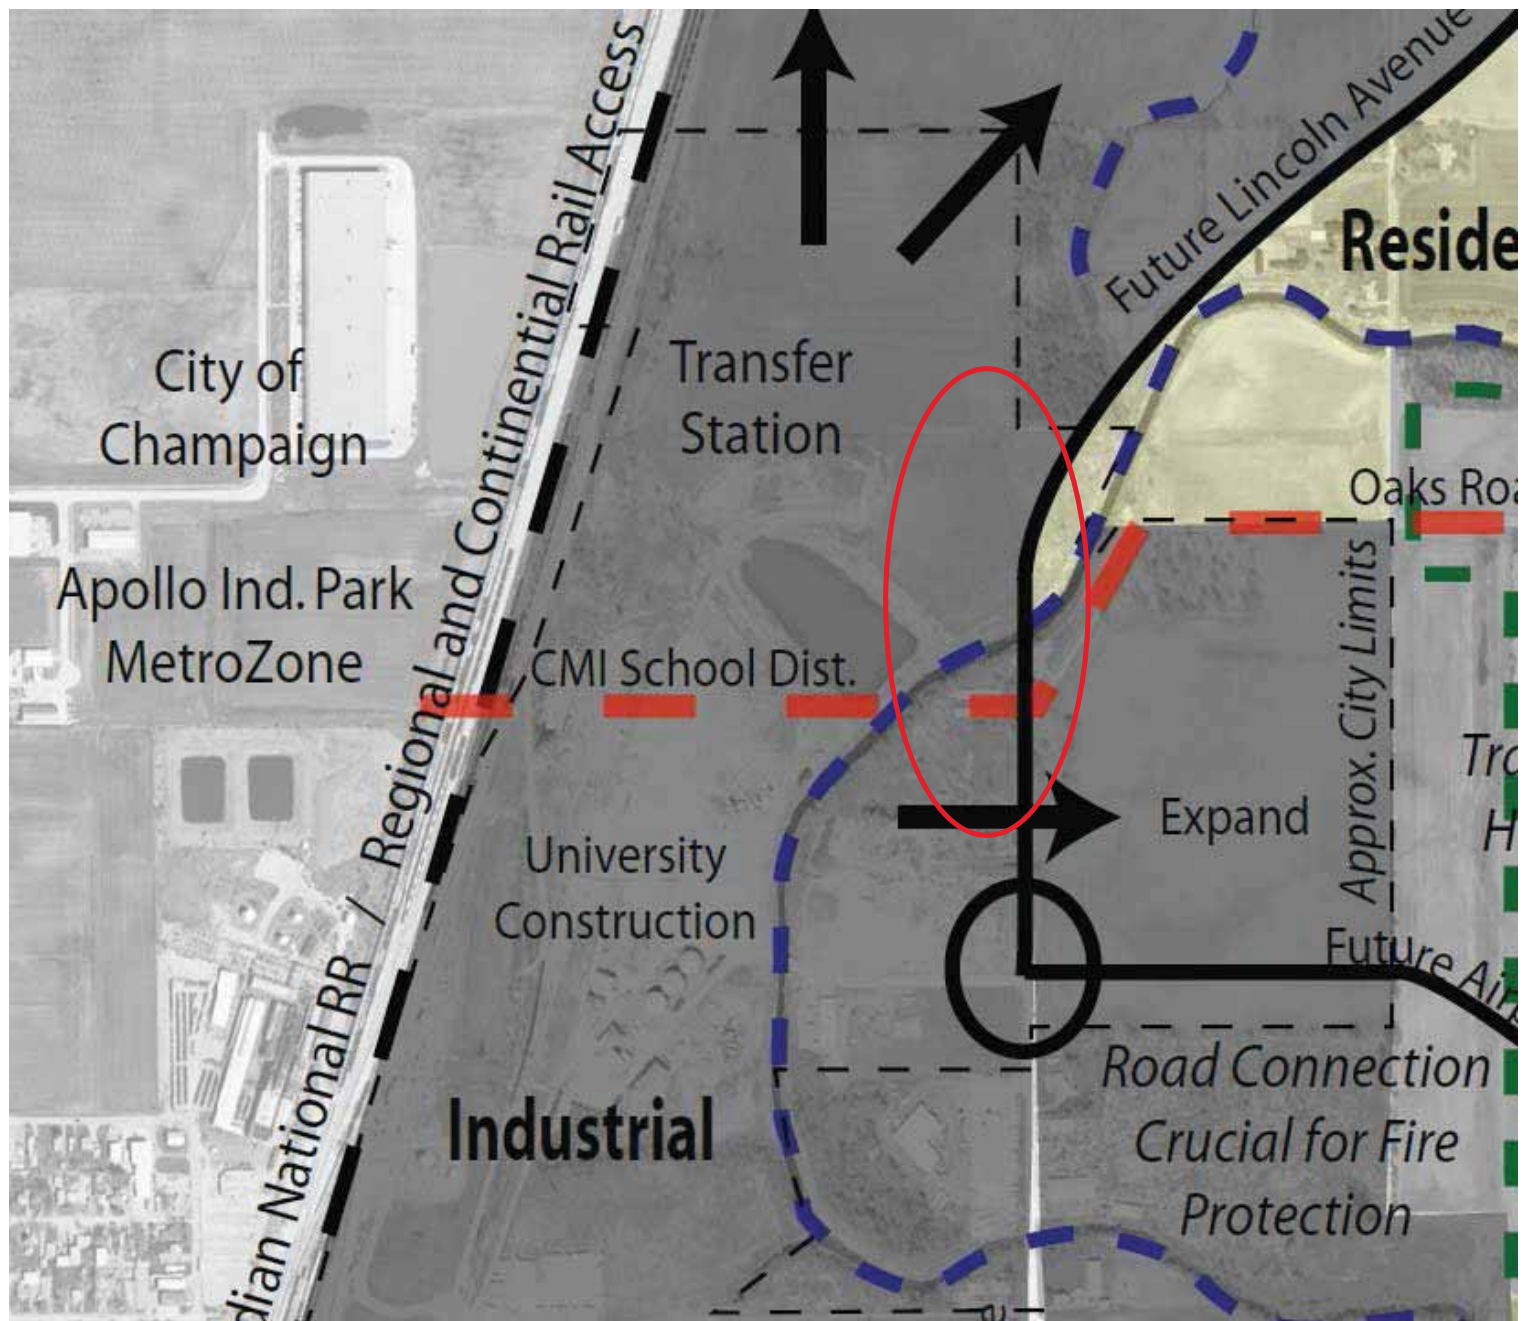 Regional and Continential Rail Access
Future Lincoln Avenue
Reside
Transfer
Station
City of
Champaign
Oaks Roa
Apollo Ind. Park
MetroZone
CMI School Dist.
Approx. City Limits
Expand
University
Construction
Future Airp
dian National RR /
Road Connection
Crucial for Fire
Protection
Industrial